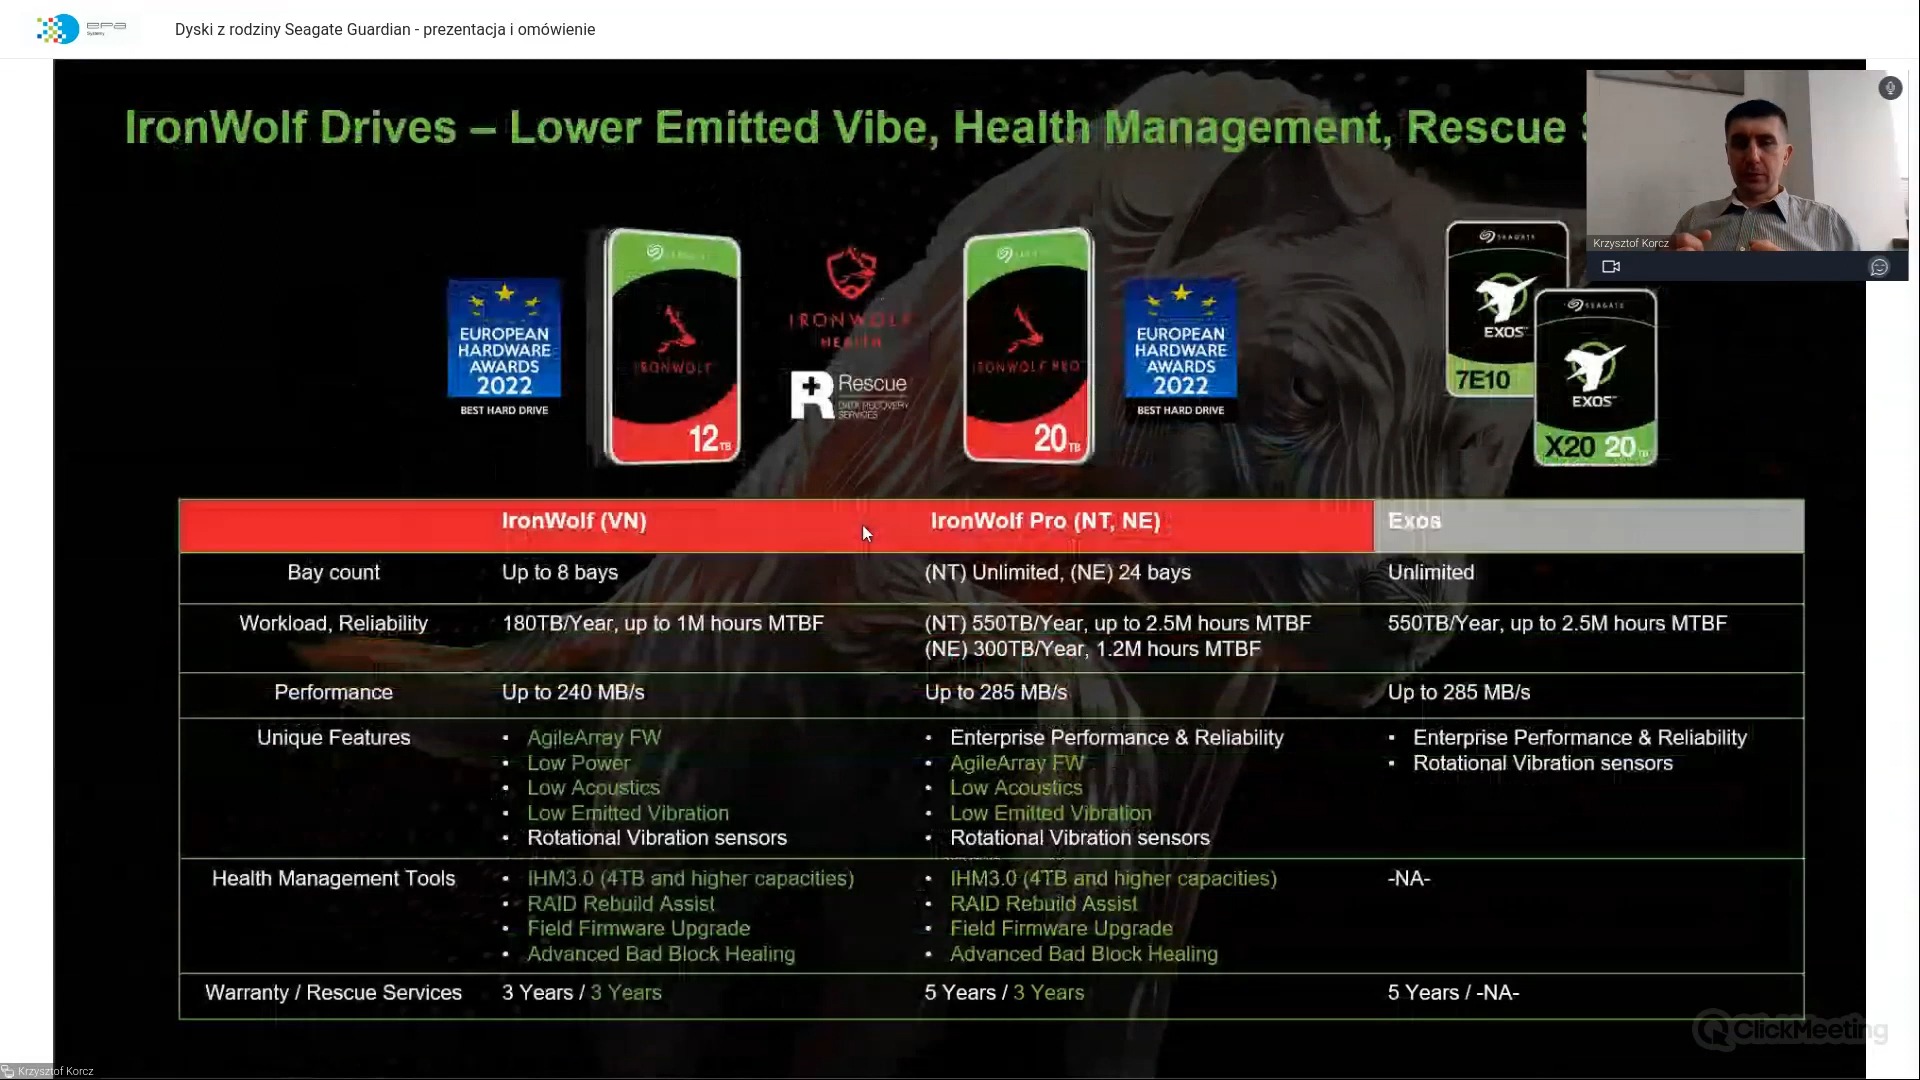 epa
Systemy
Dyski z rodziny Seagate Guardian - prezentacja i omówienie
IronWolf Drives – Lower Emitted Vibe, Health Management, Rescue
Krzysztof Korcz
EUROPEAN
HARDWARE
AWARDS
2022
BEST HARD DRIVE
SEAGATE
IRONWOLF
12TB
IRONWOLF
HEALTH
Rescue
DATA RECOVERY
SERVICES
SEAGATE
IRONWOLF PRO
20TB
EUROPEAN
HARDWARE
AWARDS
2022
BEST HARD DRIVE
SEAGATE
EXOS
7E10
SEAGATE
EXOS
X20 20TB
IronWolf (VN) IronWolf Pro (NT, NE) Exos
Bay count Up to 8 bays (NT) Unlimited, (NE) 24 bays Unlimited
Workload, Reliability 180TB/Year, up to 1M hours MTBF (NT) 550TB/Year, up to 2.5M hours MTBF 550TB/Year, up to 2.5M hours MTBF
(NE) 300TB/Year, 1.2M hours MTBF
Performance Up to 240 MB/s Up to 285 MB/s Up to 285 MB/s
Unique Features • AgileArray FW • Enterprise Performance & Reliability • Enterprise Performance & Reliability
• Low Power • AgileArray FW • Rotational Vibration sensors
• Low Acoustics • Low Acoustics
• Low Emitted Vibration • Low Emitted Vibration
• Rotational Vibration sensors • Rotational Vibration sensors
Health Management Tools • IHM3.0 (4TB and higher capacities) • IHM3.0 (4TB and higher capacities) -NA-
• RAID Rebuild Assist • RAID Rebuild Assist
• Field Firmware Upgrade • Field Firmware Upgrade
• Advanced Bad Block Healing • Advanced Bad Block Healing
Warranty / Rescue Services 3 Years / 3 Years 5 Years / 3 Years 5 Years / -NA-
ClickMeeting
Krzysztof Korcz